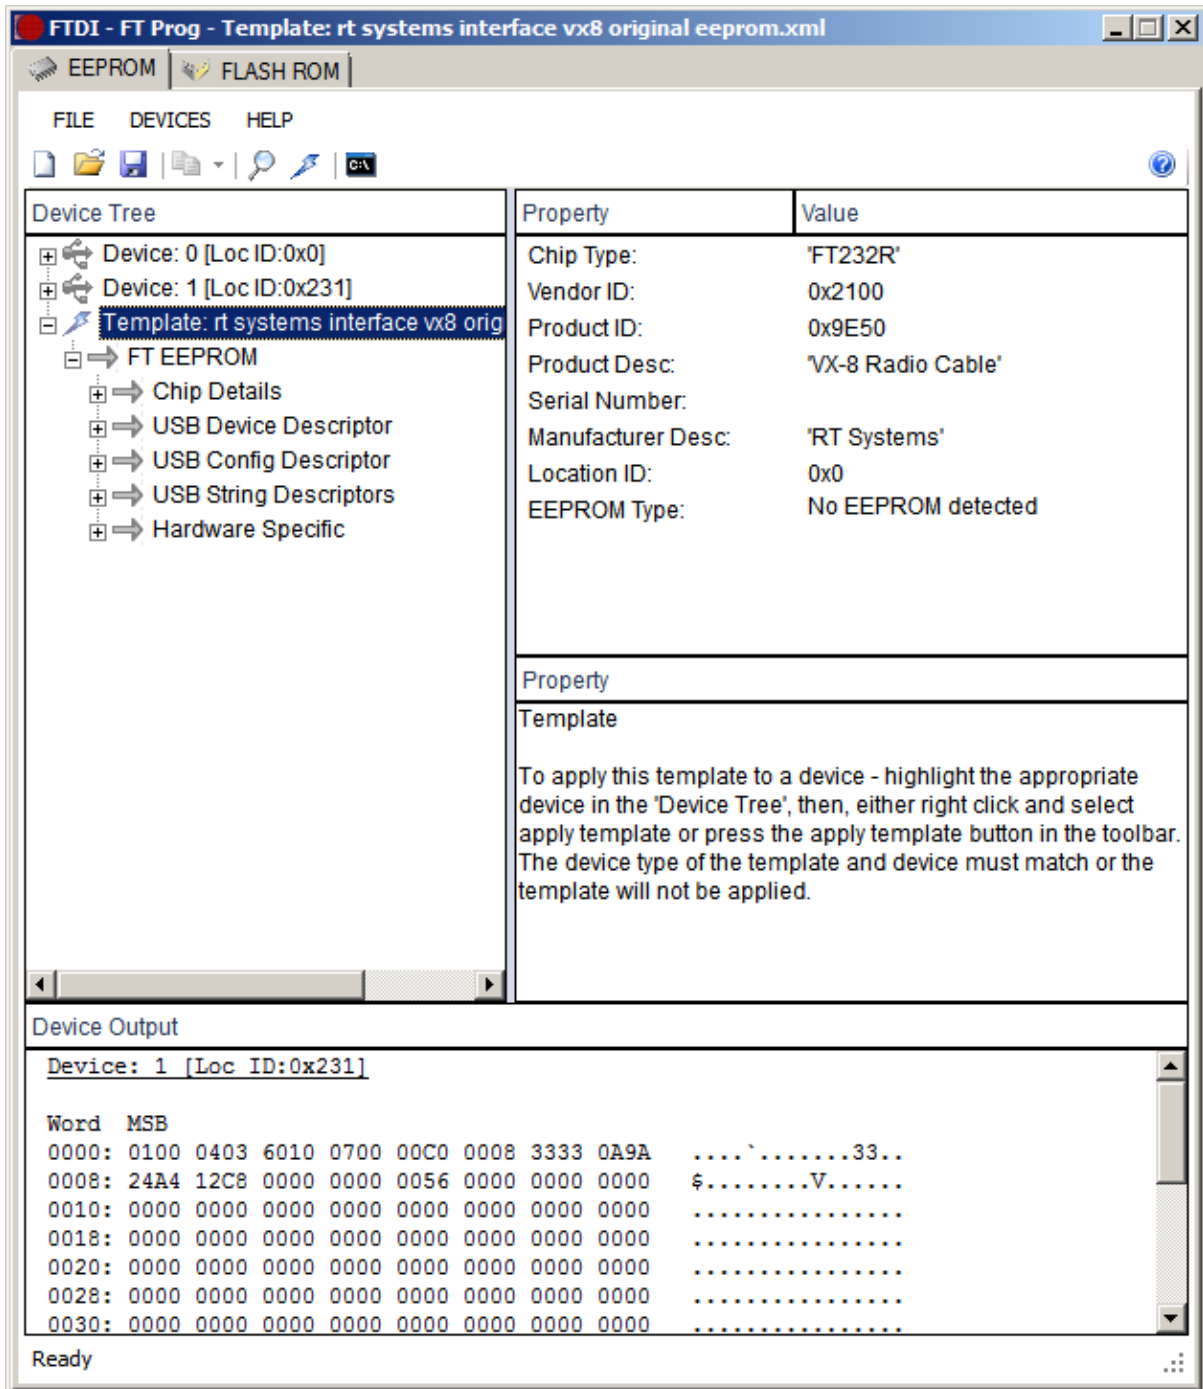 FTDI - FT Prog - Template: rt systems interface vx8 original eeprom.xml
EEPROM FLASH ROM
FILE DEVICES HELP
C:\
Device Tree
Device: 0 [Loc ID:0x0]
Device: 1 [Loc ID:0x231]
Template: rt systems interface vx8 orig
FT EEPROM
Chip Details
USB Device Descriptor
USB Config Descriptor
USB String Descriptors
Hardware Specific
Property Value
Chip Type: 'FT232R'
Vendor ID: 0x2100
Product ID: 0x9E50
Product Desc: 'VX-8 Radio Cable'
Serial Number:
Manufacturer Desc: 'RT Systems'
Location ID: 0x0
EEPROM Type: No EEPROM detected
Property
Template
To apply this template to a device - highlight the appropriate
device in the 'Device Tree', then, either right click and select
apply template or press the apply template button in the toolbar.
The device type of the template and device must match or the
template will not be applied.
Device Output
Device: 1 [Loc ID:0x231]
Word MSB
0000: 0100 0403 6010 0700 00C0 0008 3333 0A9A ....`.......33..
0008: 24A4 12C8 0000 0000 0056 0000 0000 0000 $........V......
0010: 0000 0000 0000 0000 0000 0000 0000 0000 ................
0018: 0000 0000 0000 0000 0000 0000 0000 0000 ................
0020: 0000 0000 0000 0000 0000 0000 0000 0000 ................
0028: 0000 0000 0000 0000 0000 0000 0000 0000 ................
0030: 0000 0000 0000 0000 0000 0000 0000 0000 ................
Ready